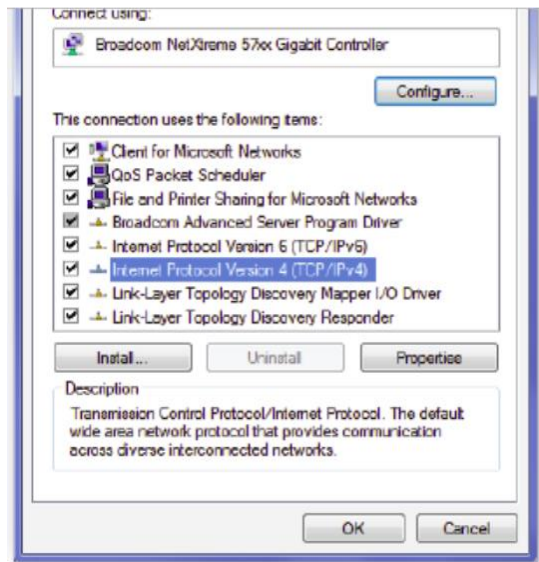 Connect using:
Broadcom NetXtreme 57xx Gigabit Controller
Configure...
This connection uses the following items:
Client for Microsoft Networks
QoS Packet Scheduler
File and Printer Sharing for Microsoft Networks
Broadcom Advanced Server Program Driver
Internet Protocol Version 6 (TCP/IPv6)
Internet Protocol Version 4 (TCP/IPv4)
Link-Layer Topology Discovery Mapper I/O Driver
Link-Layer Topology Discovery Responder
Install...
Uninstall
Properties
Description
Transmission Control Protocol/Internet Protocol. The default
wide area network protocol that provides communication
across diverse interconnected networks.
OK
Cancel